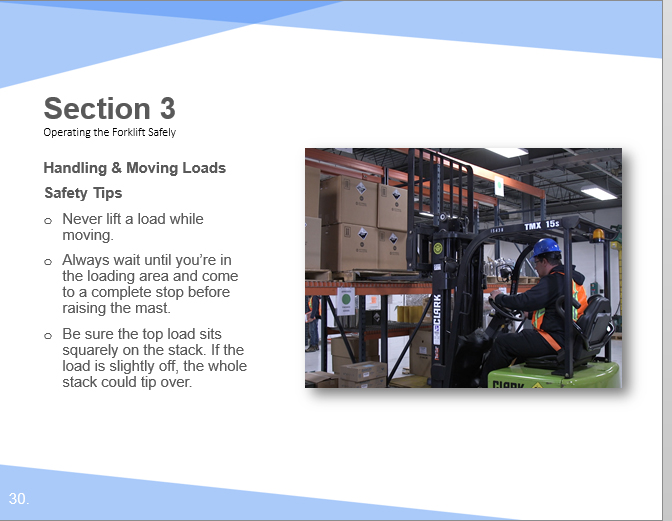 Section 3
Operating the Forklift Safely
Handling & Moving Loads
Safety Tips
o Never lift a load while
moving.
o Always wait until you’re in
the loading area and come
to a complete stop before
raising the mast.
o Be sure the top load sits
squarely on the stack. If the
load is slightly off, the whole
stack could tip over.
TMX 15s
CLARK
CLARK
30.